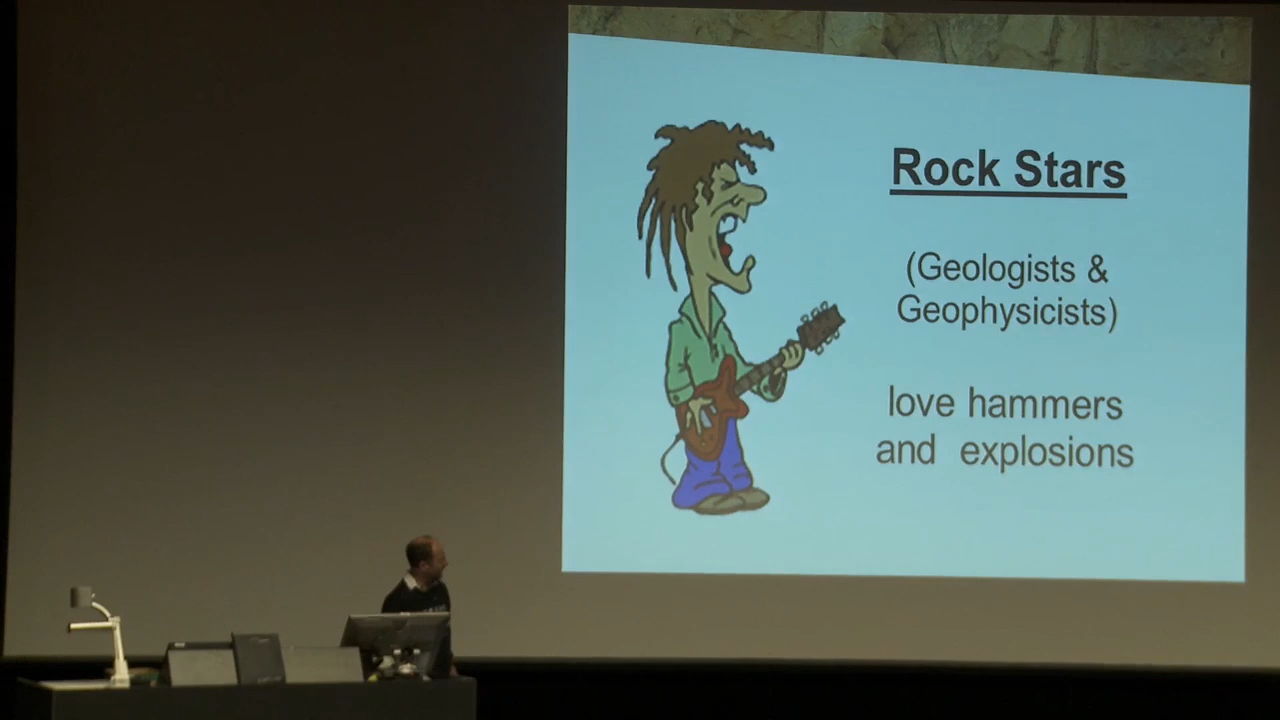 Rock Stars
(Geologists &
Geophysicists)
love hammers
and explosions